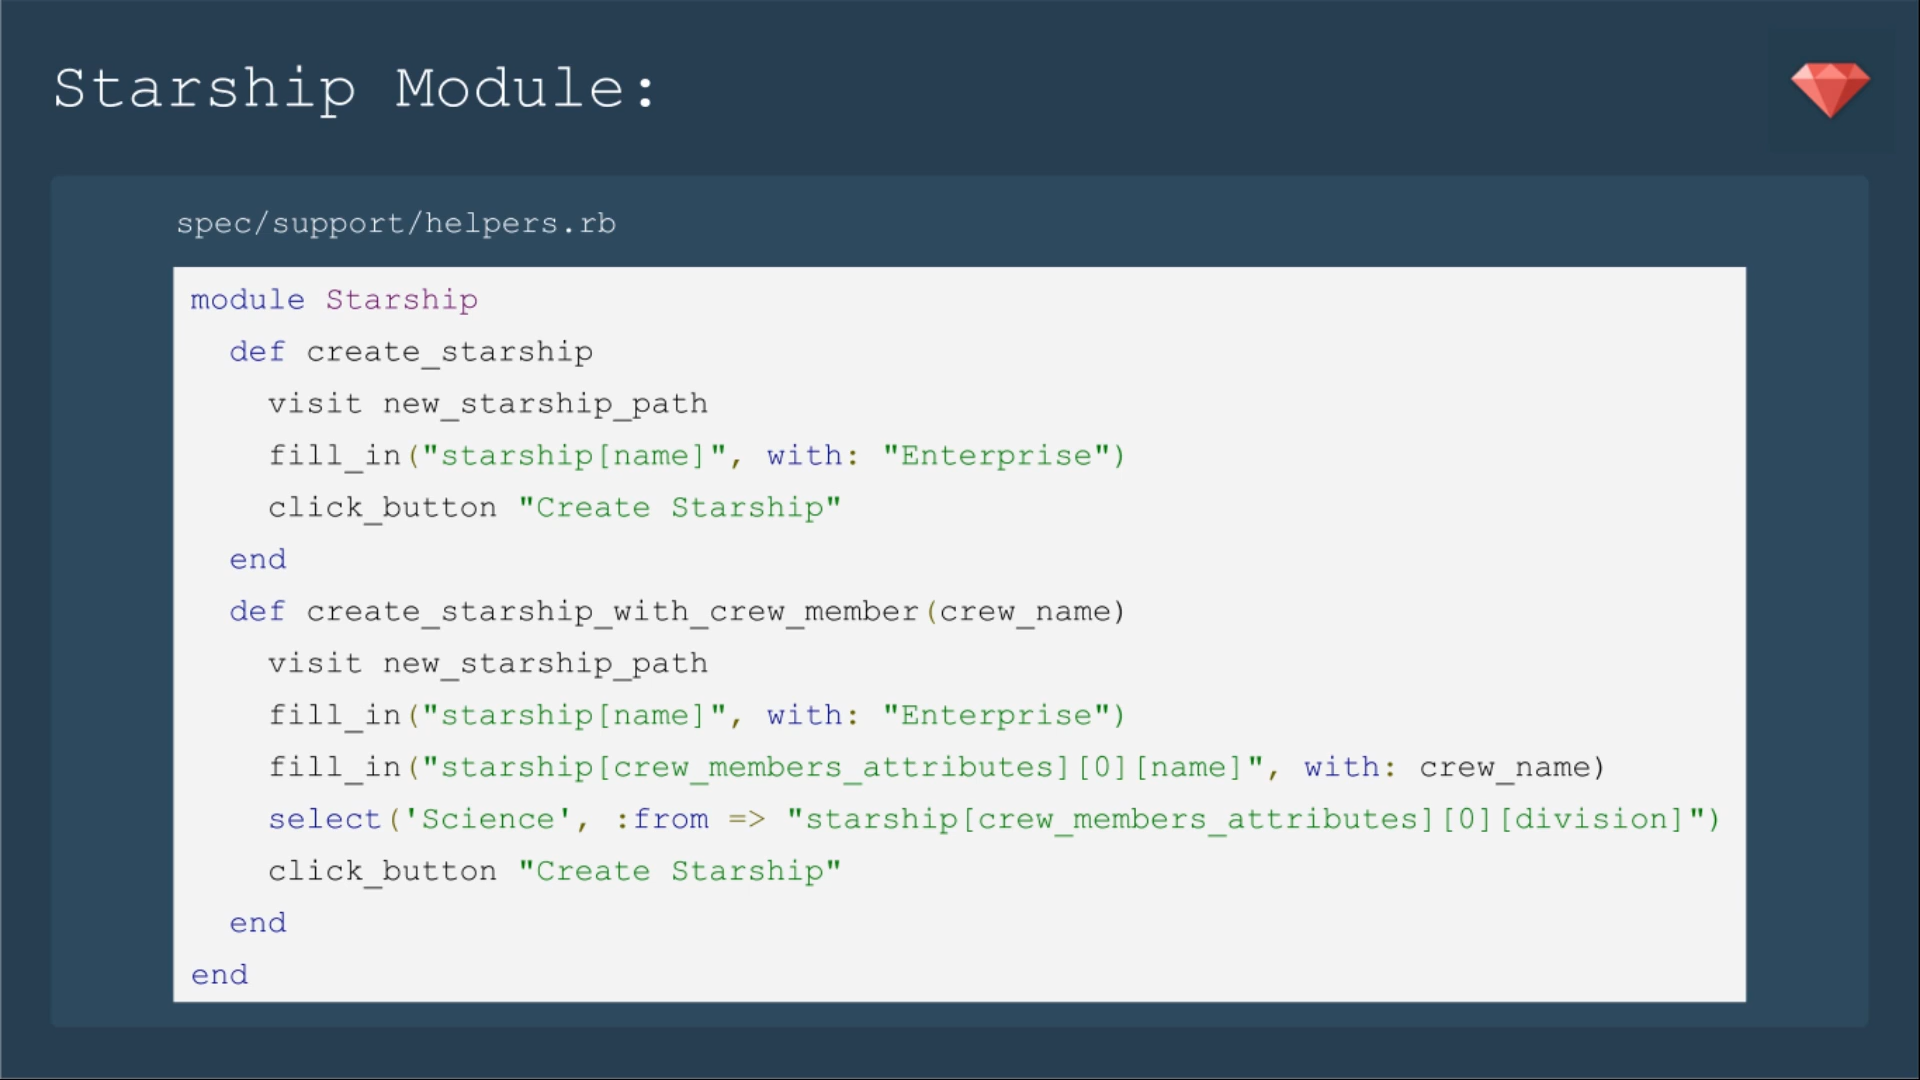 Starship Module:
spec/support/helpers.rb
module Starship
  def create_starship
    visit new_starship_path
    fill_in("starship[name]", with: "Enterprise")
    click_button "Create Starship"
  end
  def create_starship_with_crew_member(crew_name)
    visit new_starship_path
    fill_in("starship[name]", with: "Enterprise")
    fill_in("starship[crew_members_attributes][0][name]", with: crew_name)
    select('Science', :from => "starship[crew_members_attributes][0][division]")
    click_button "Create Starship"
  end
end